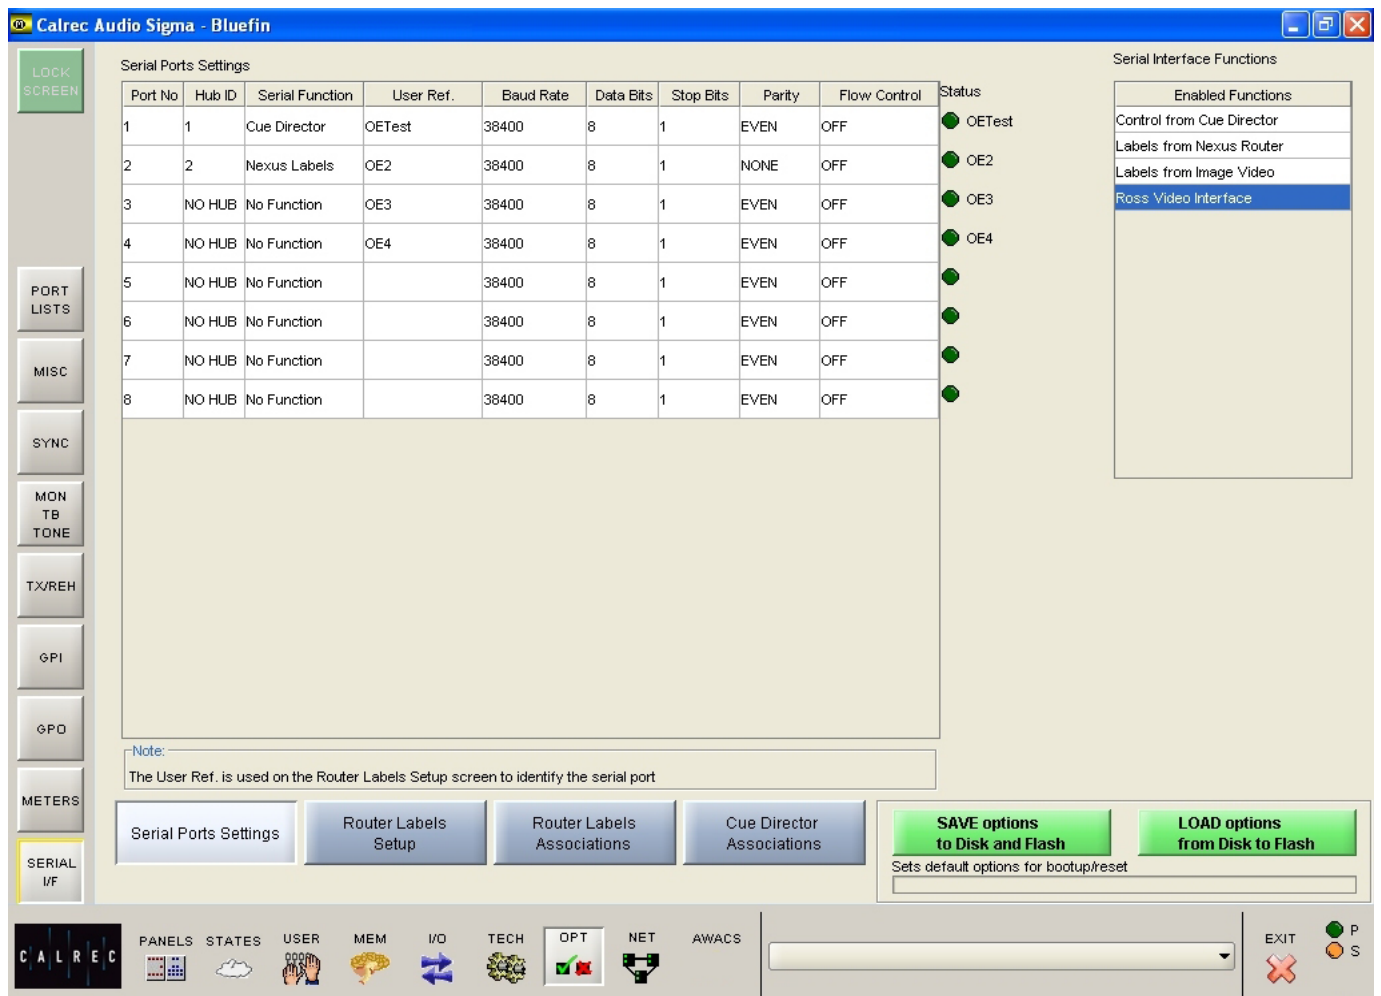 Calrec Audio Sigma - Bluefin
LOCK
SCREEN
Serial Ports Settings
Port No Hub ID Serial Function User Ref. Baud Rate Data Bits Stop Bits Parity Flow Control Status
1 1 Cue Director OETest 38400 8 1 EVEN OFF OETest
2 2 Nexus Labels OE2 38400 8 1 NONE OFF OE2
3 NO HUB No Function OE3 38400 8 1 EVEN OFF OE3
4 NO HUB No Function OE4 38400 8 1 EVEN OFF OE4
5 NO HUB No Function 38400 8 1 EVEN OFF
6 NO HUB No Function 38400 8 1 EVEN OFF
7 NO HUB No Function 38400 8 1 EVEN OFF
8 NO HUB No Function 38400 8 1 EVEN OFF
Serial Interface Functions
Enabled Functions
Control from Cue Director
Labels from Nexus Router
Labels from Image Video
Ross Video Interface
PORT
LISTS
MISC
SYNC
MON
TB
TONE
TX/REH
GPI
GPO
METERS
SERIAL
I/F
Note:
The User Ref. is used on the Router Labels Setup screen to identify the serial port
Serial Ports Settings
Router Labels
Setup
Router Labels
Associations
Cue Director
Associations
SAVE options
to Disk and Flash
LOAD options
from Disk to Flash
Sets default options for bootup/reset
CALREC
PANELS STATES USER MEM I/O TECH OPT NET AWACS
EXIT
P
S